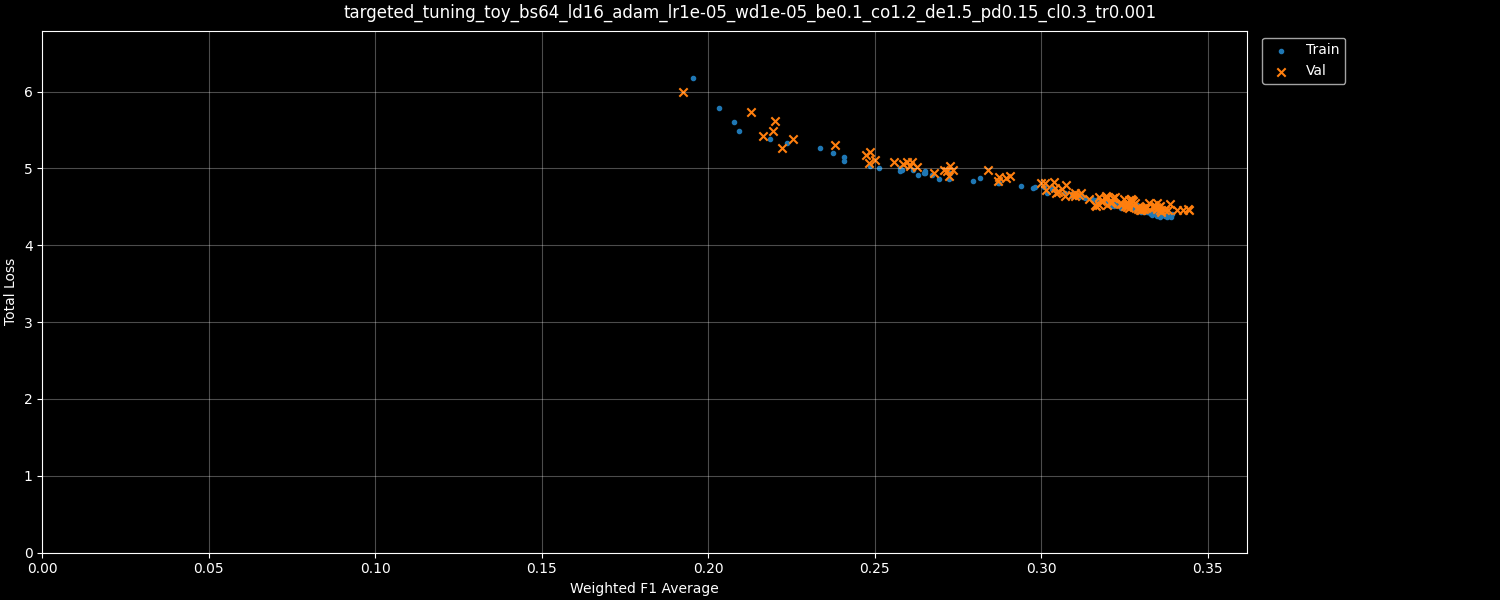 targeted_tuning_toy_bs64_ld16_adam_lr1e-05_wd1e-05_be0.1_co1.2_de1.5_pd0.15_cl0.3_tr0.001
Train
Val
6
5
4
3
2
1
0
Total Loss
0.00 0.05 0.10 0.15 0.20 0.25 0.30 0.35
Weighted F1 Average